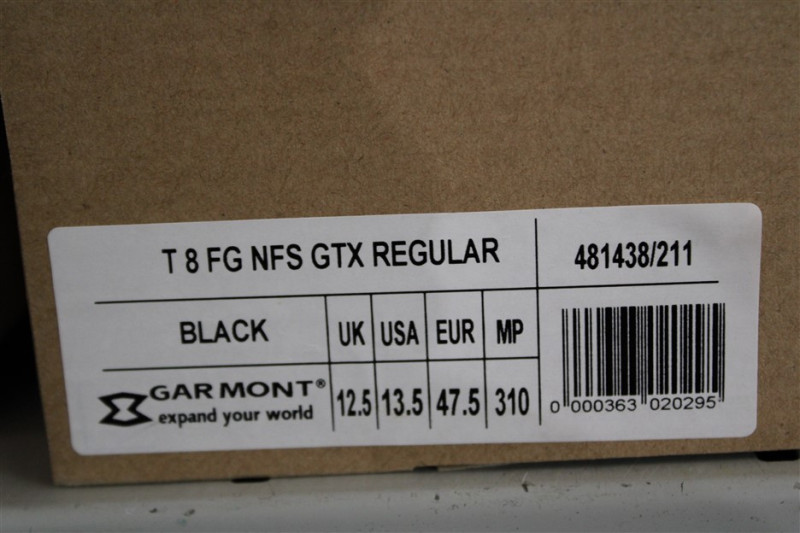 T 8 FG NFS GTX REGULAR
481438/211
BLACK
UK USA EUR MP
GARMONT®
expand your world
12.5 13.5 47.5 310
0 000363 020295